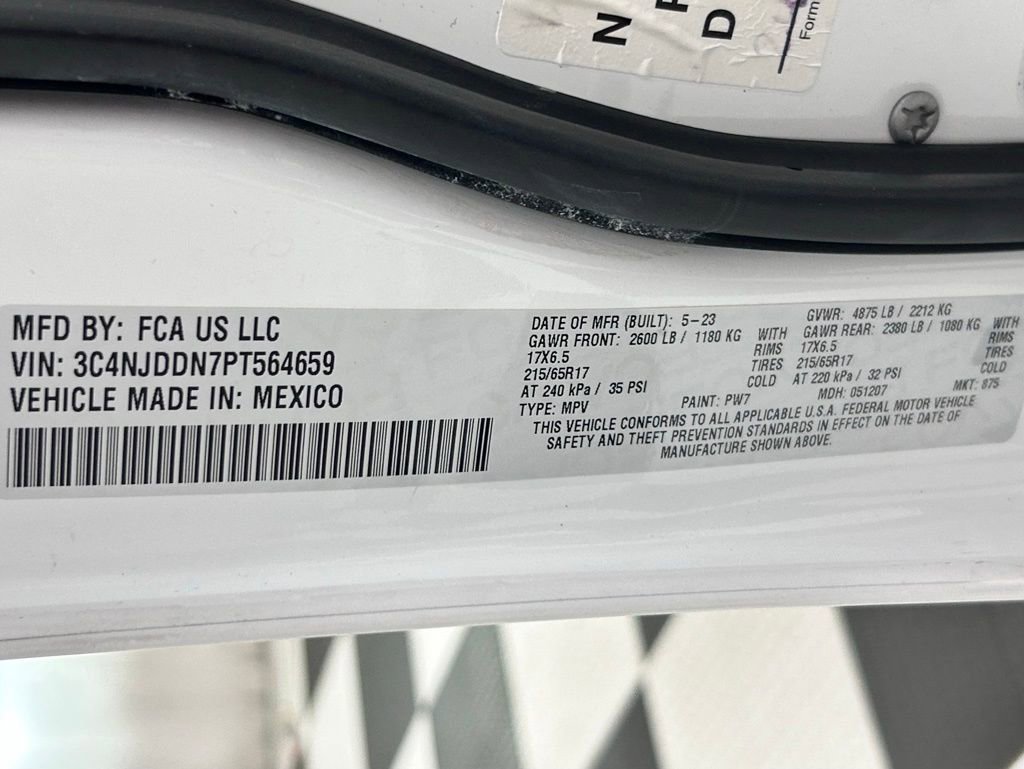 N
D
Form
MFD BY: FCA US LLC
VIN: 3C4NJDDN7PT564659
VEHICLE MADE IN: MEXICO
DATE OF MFR (BUILT): 5-23 GVWR: 4875 LB / 2212 KG
GAWR FRONT: 2600 LB / 1180 KG WITH GAWR REAR: 2380 LB / 1080 KG WITH
17X6.5 RIMS 17X6.5 RIMS
215/65R17 TIRES 215/65R17 TIRES
AT 240 kPa / 35 PSI COLD AT 220 kPa / 32 PSI COLD
TYPE: MPV PAINT: PW7 MDH: 051207 MKT: 875
THIS VEHICLE CONFORMS TO ALL APPLICABLE U.S.A. FEDERAL MOTOR VEHICLE
SAFETY AND THEFT PREVENTION STANDARDS IN EFFECT ON THE DATE OF
MANUFACTURE SHOWN ABOVE.